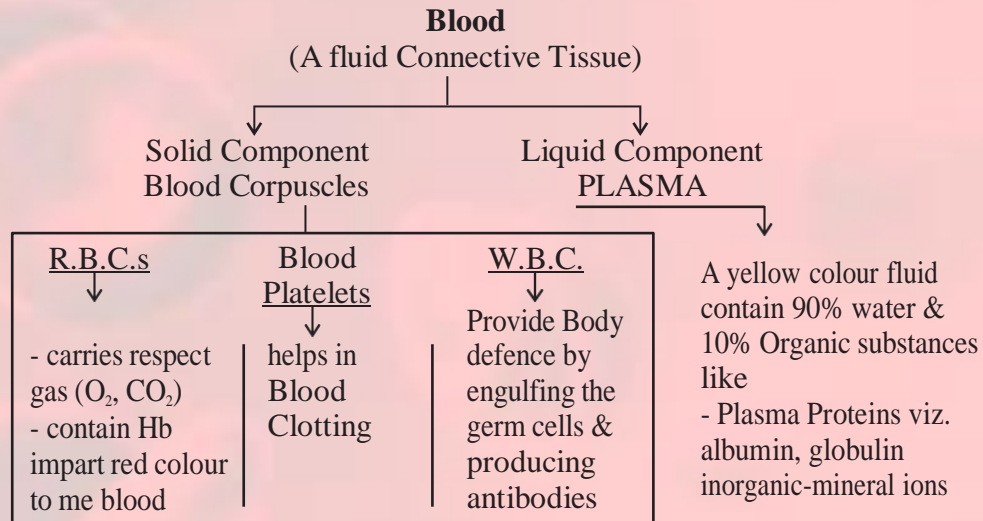 Blood
(A fluid Connective Tissue)
Solid Component
Blood Corpuscles
Liquid Component
PLASMA
R.B.C.s
- carries respect
gas (O₂, CO₂)
- contain Hb
impart red colour
to me blood
Blood
Platelets
helps in
Blood
Clotting
W.B.C.
Provide Body
defence by
engulfing the
germ cells &
producing
antibodies
A yellow colour fluid
contain 90% water &
10% Organic substances
like
- Plasma Proteins viz.
albumin, globulin
inorganic-mineral ions